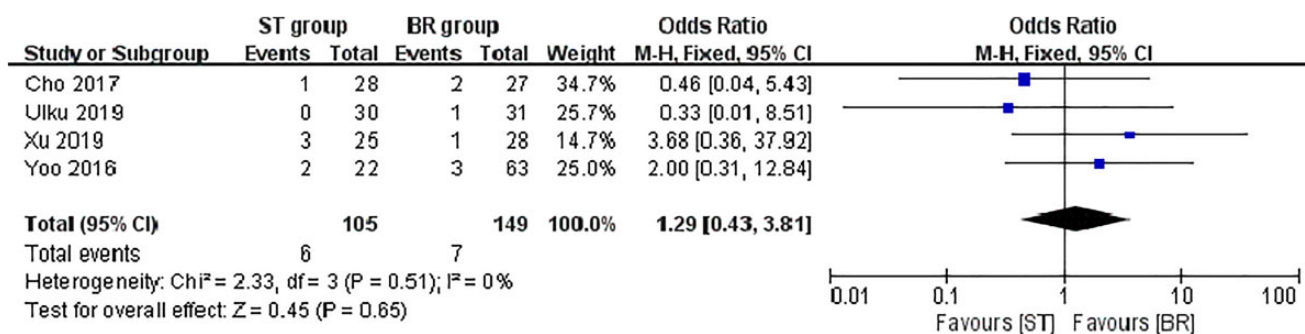 ST group BR group Odds Ratio Odds Ratio
Study or Subgroup Events Total Events Total Weight M-H, Fixed, 95% CI M-H, Fixed, 95% CI
Cho 2017 1 28 2 27 34.7% 0.46 [0.04, 5.43]
Ulku 2019 0 30 1 31 25.7% 0.33 [0.01, 8.51]
Xu 2019 3 25 1 28 14.7% 3.68 [0.36, 37.92]
Yoo 2016 2 22 3 63 25.0% 2.00 [0.31, 12.84]
Total (95% CI) 105 149 100.0% 1.29 [0.43, 3.81]
Total events 6 7
Heterogeneity: Chi² = 2.33, df = 3 (P = 0.51); I² = 0%
Test for overall effect: Z = 0.45 (P = 0.65)
0.01 0.1 1 10 100
Favours [ST] Favours [BR]